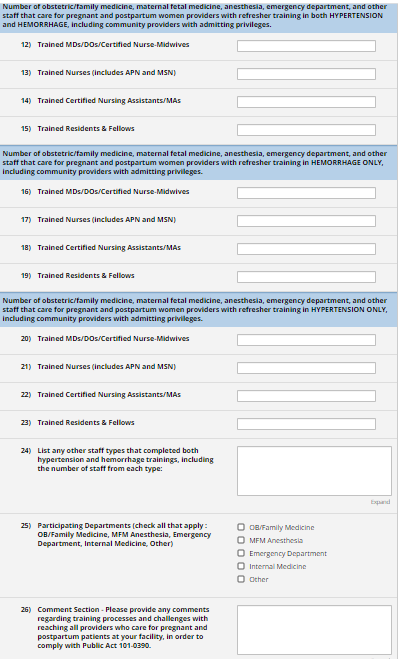 Number of obstetric/family medicine, maternal fetal medicine, anesthesia, emergency department, and other
staff that care for pregnant and postpartum women providers with refresher training in both HYPERTENSION
and HEMORRHAGE, including community providers with admitting privileges.
12) Trained MDs/DOs/Certified Nurse-Midwives
13) Trained Nurses (includes APN and MSN)
14) Trained Certified Nursing Assistants/MAs
15) Trained Residents & Fellows
Number of obstetric/family medicine, maternal fetal medicine, anesthesia, emergency department, and other
staff that care for pregnant and postpartum women providers with refresher training in HEMORRHAGE ONLY,
including community providers with admitting privileges.
16) Trained MDs/DOs/Certified Nurse-Midwives
17) Trained Nurses (includes APN and MSN)
18) Trained Certified Nursing Assistants/MAs
19) Trained Residents & Fellows
Number of obstetric/family medicine, maternal fetal medicine, anesthesia, emergency department, and other
staff that care for pregnant and postpartum women providers with refresher training in HYPERTENSION ONLY,
including community providers with admitting privileges.
20) Trained MDs/DOs/Certified Nurse-Midwives
21) Trained Nurses (includes APN and MSN)
22) Trained Certified Nursing Assistants/MAs
23) Trained Residents & Fellows
24) List any other staff types that completed both
hypertension and hemorrhage trainings, including
the number of staff from each type:
Expand
25) Participating Departments (check all that apply :
OB/Family Medicine, MFM Anesthesia, Emergency
Department, Internal Medicine, Other)
OB/Family Medicine
MFM Anesthesia
Emergency Department
Internal Medicine
Other
26) Comment Section - Please provide any comments
regarding training processes and challenges with
reaching all providers who care for pregnant and
postpartum patients at your facility, in order to
comply with Public Act 101-0390.